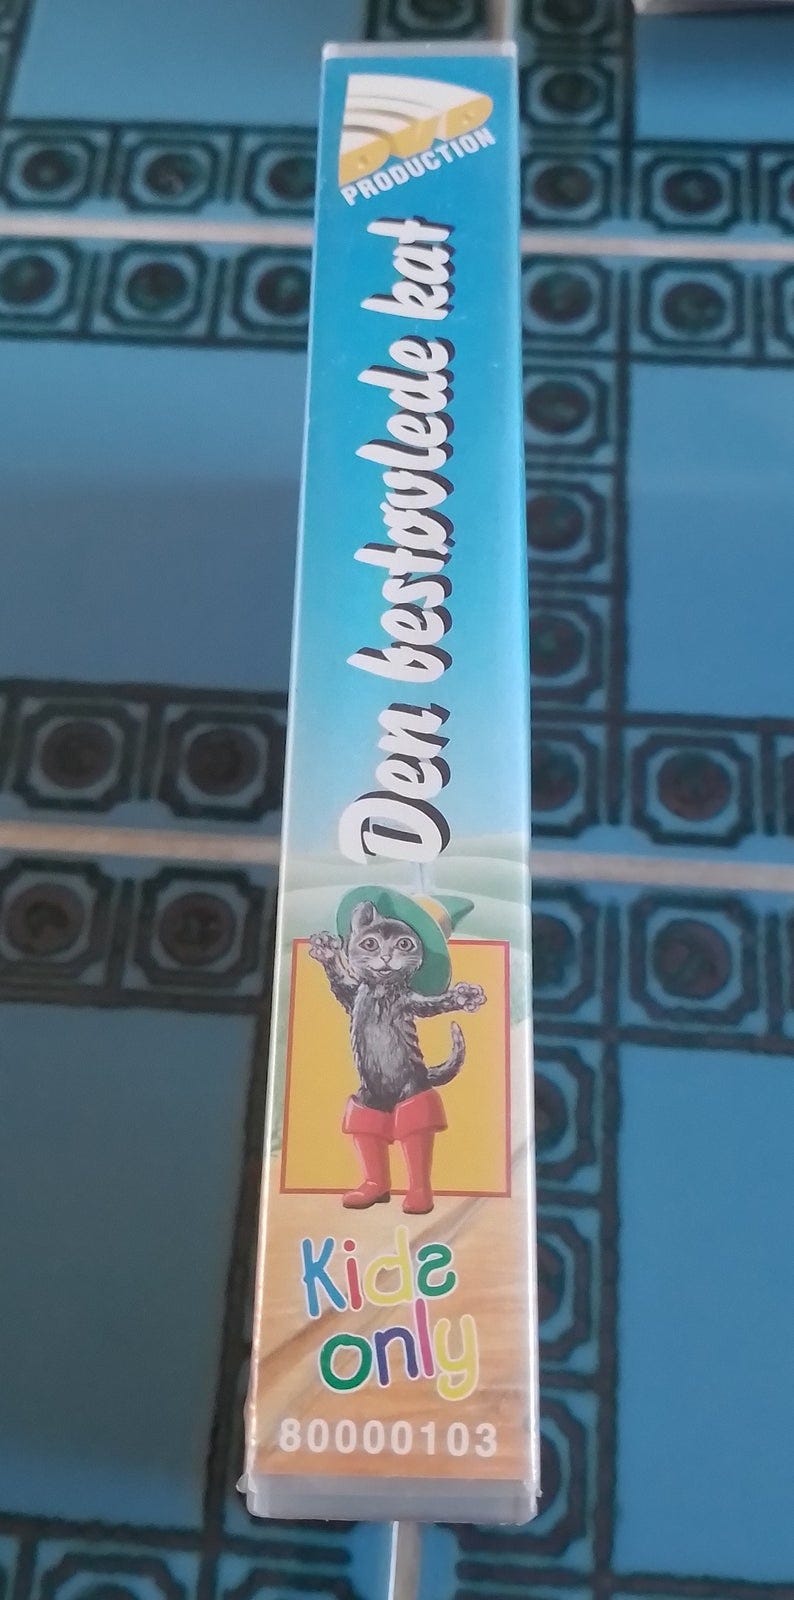 DVD
PRODUCTION
Den bestøvlede kat
Kids
only
80000103